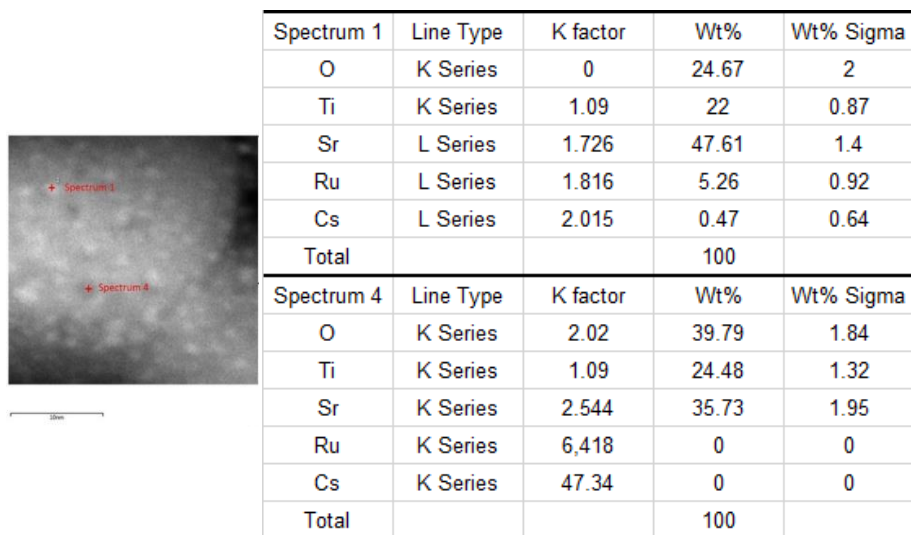 Spectrum 1 Line Type K factor Wt% Wt% Sigma
O K Series 0 24.67 2
Ti K Series 1.09 22 0.87
Sr L Series 1.726 47.61 1.4
Ru L Series 1.816 5.26 0.92
Cs L Series 2.015 0.47 0.64
Total 100
Spectrum 4 Line Type K factor Wt% Wt% Sigma
O K Series 2.02 39.79 1.84
Ti K Series 1.09 24.48 1.32
Sr K Series 2.544 35.73 1.95
Ru K Series 6,418 0 0
Cs K Series 47.34 0 0
Total 100
Spectrum 1
Spectrum 4
10nm